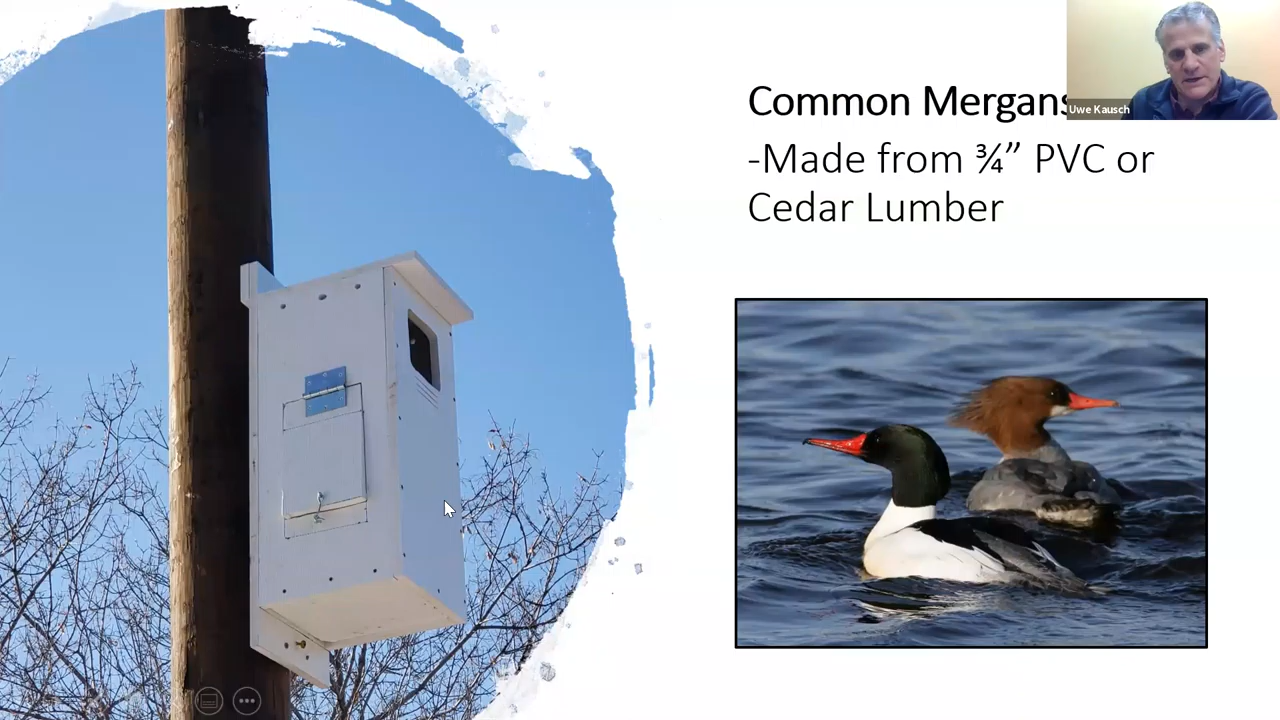 Common Mergans
-Made from ¾” PVC or
Cedar Lumber
Uwe Kausch